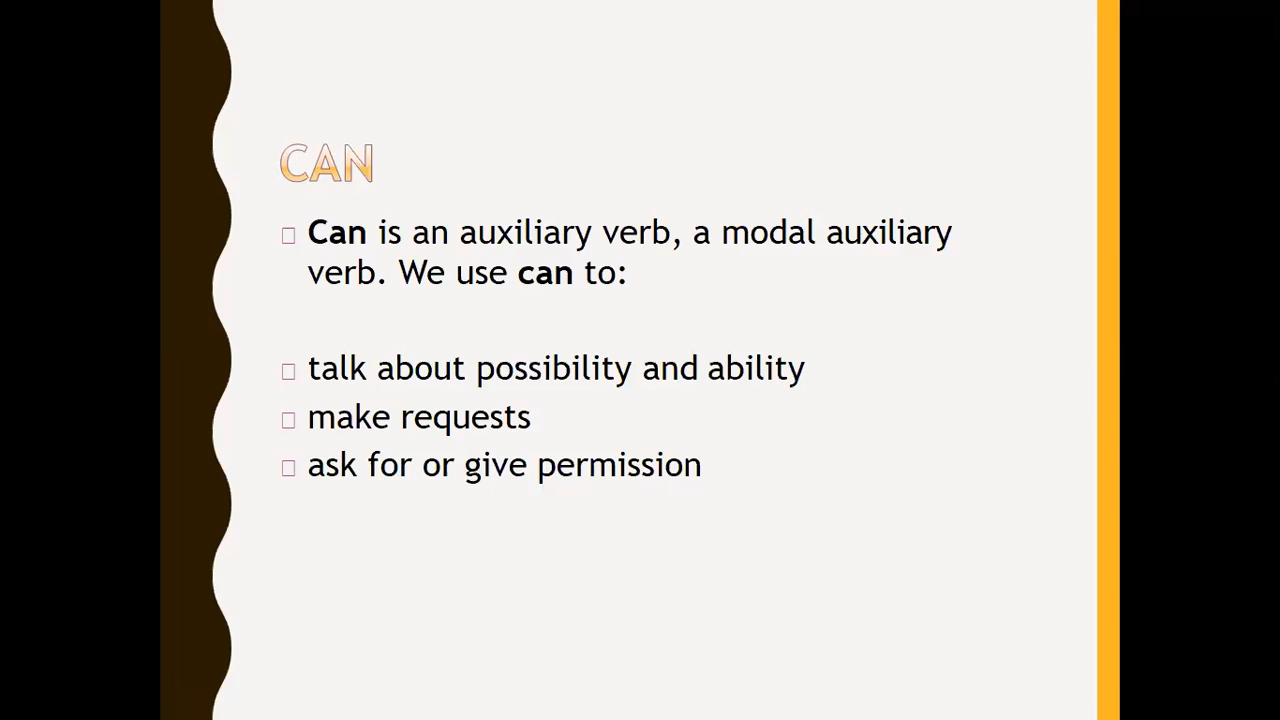 CAN
Can is an auxiliary verb, a modal auxiliary
verb. We use can to:
talk about possibility and ability
make requests
ask for or give permission